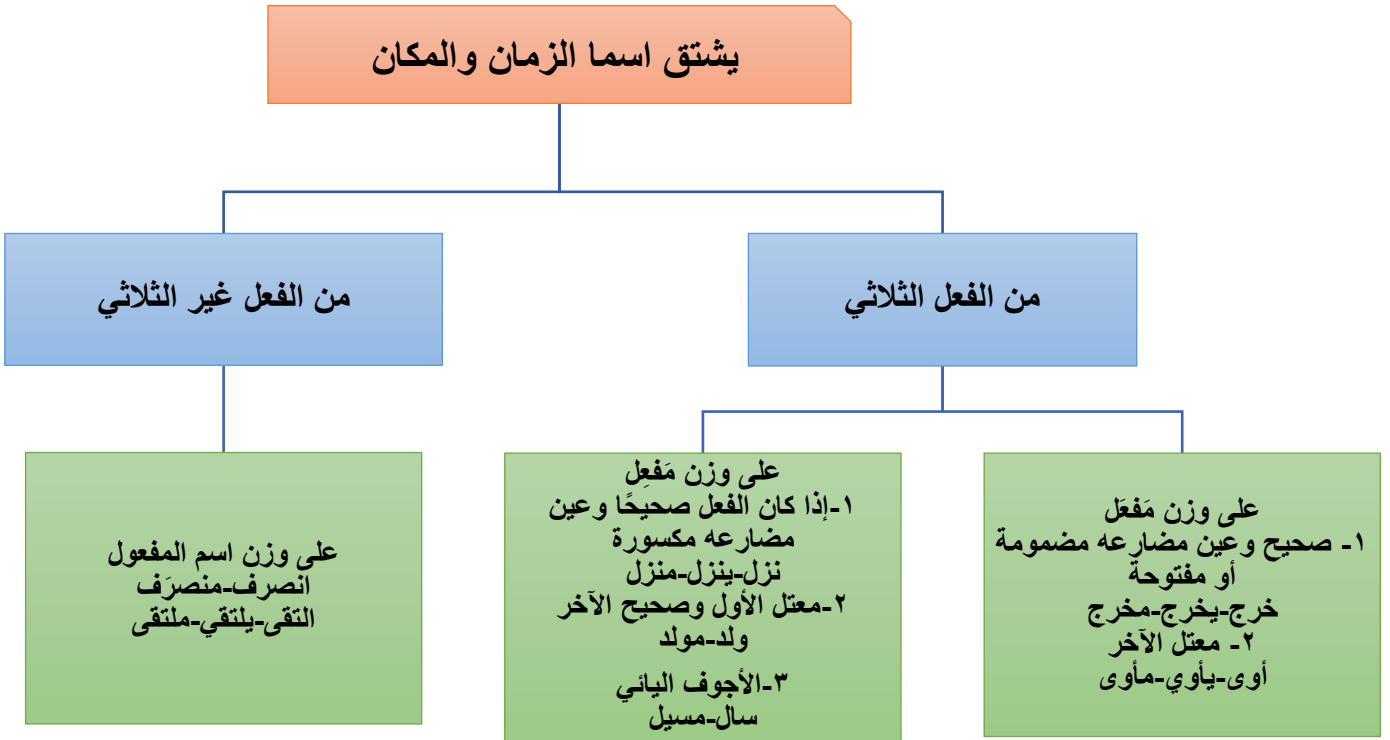 يشتق اسما الزمان والمكان
من الفعل الثلاثي
من الفعل غير الثلاثي
على وزن مَفعَل
١- صحيح وعين مضارعه مضمومة
أو مفتوحة
خرج-يخرج-مخرج
٢- معتل الآخر
أوى-يأوي-مأوى
على وزن مَفعِل
١-إذا كان الفعل صحيحًا وعين
مضارعه مكسورة
نزل-ينزل-منزل
٢-معتل الأول وصحيح الآخر
ولد-مولد
٣-الأجوف اليائي
سال-مسيل
على وزن اسم المفعول
انصرف-منصرَف
التقى-يلتقي-ملتقى